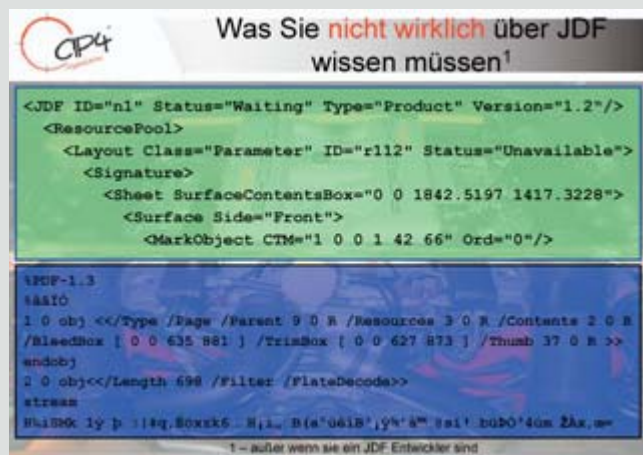 CIP4
Was Sie nicht wirklich über JDF
wissen müssen¹
<JDF ID="n1" Status="Waiting" Type="Product" Version="1.2"/>
<ResourcePool>
<Layout Class="Parameter" ID="r112" Status="Unavailable">
<Signature>
<Sheet SurfaceContentsBox="0 0 1842.5197 1417.3228">
<Surface Side="Front">
<MarkObject CTM="1 0 0 1 42 66" Ord="0"/>
%PDF-1.3
1 0 obj <</Type /Page /Parent 9 0 R /Resources 3 0 R /Contents 2 0 R
/BleedBox [ 0 0 635 881 ] /TrimBox [ 0 0 627 873 ] /Thumb 37 0 R >>
endobj
2 0 obj<</Length 698 /Filter /FlateDecode>>
stream
1 – außer wenn sie ein JDF Entwickler sind